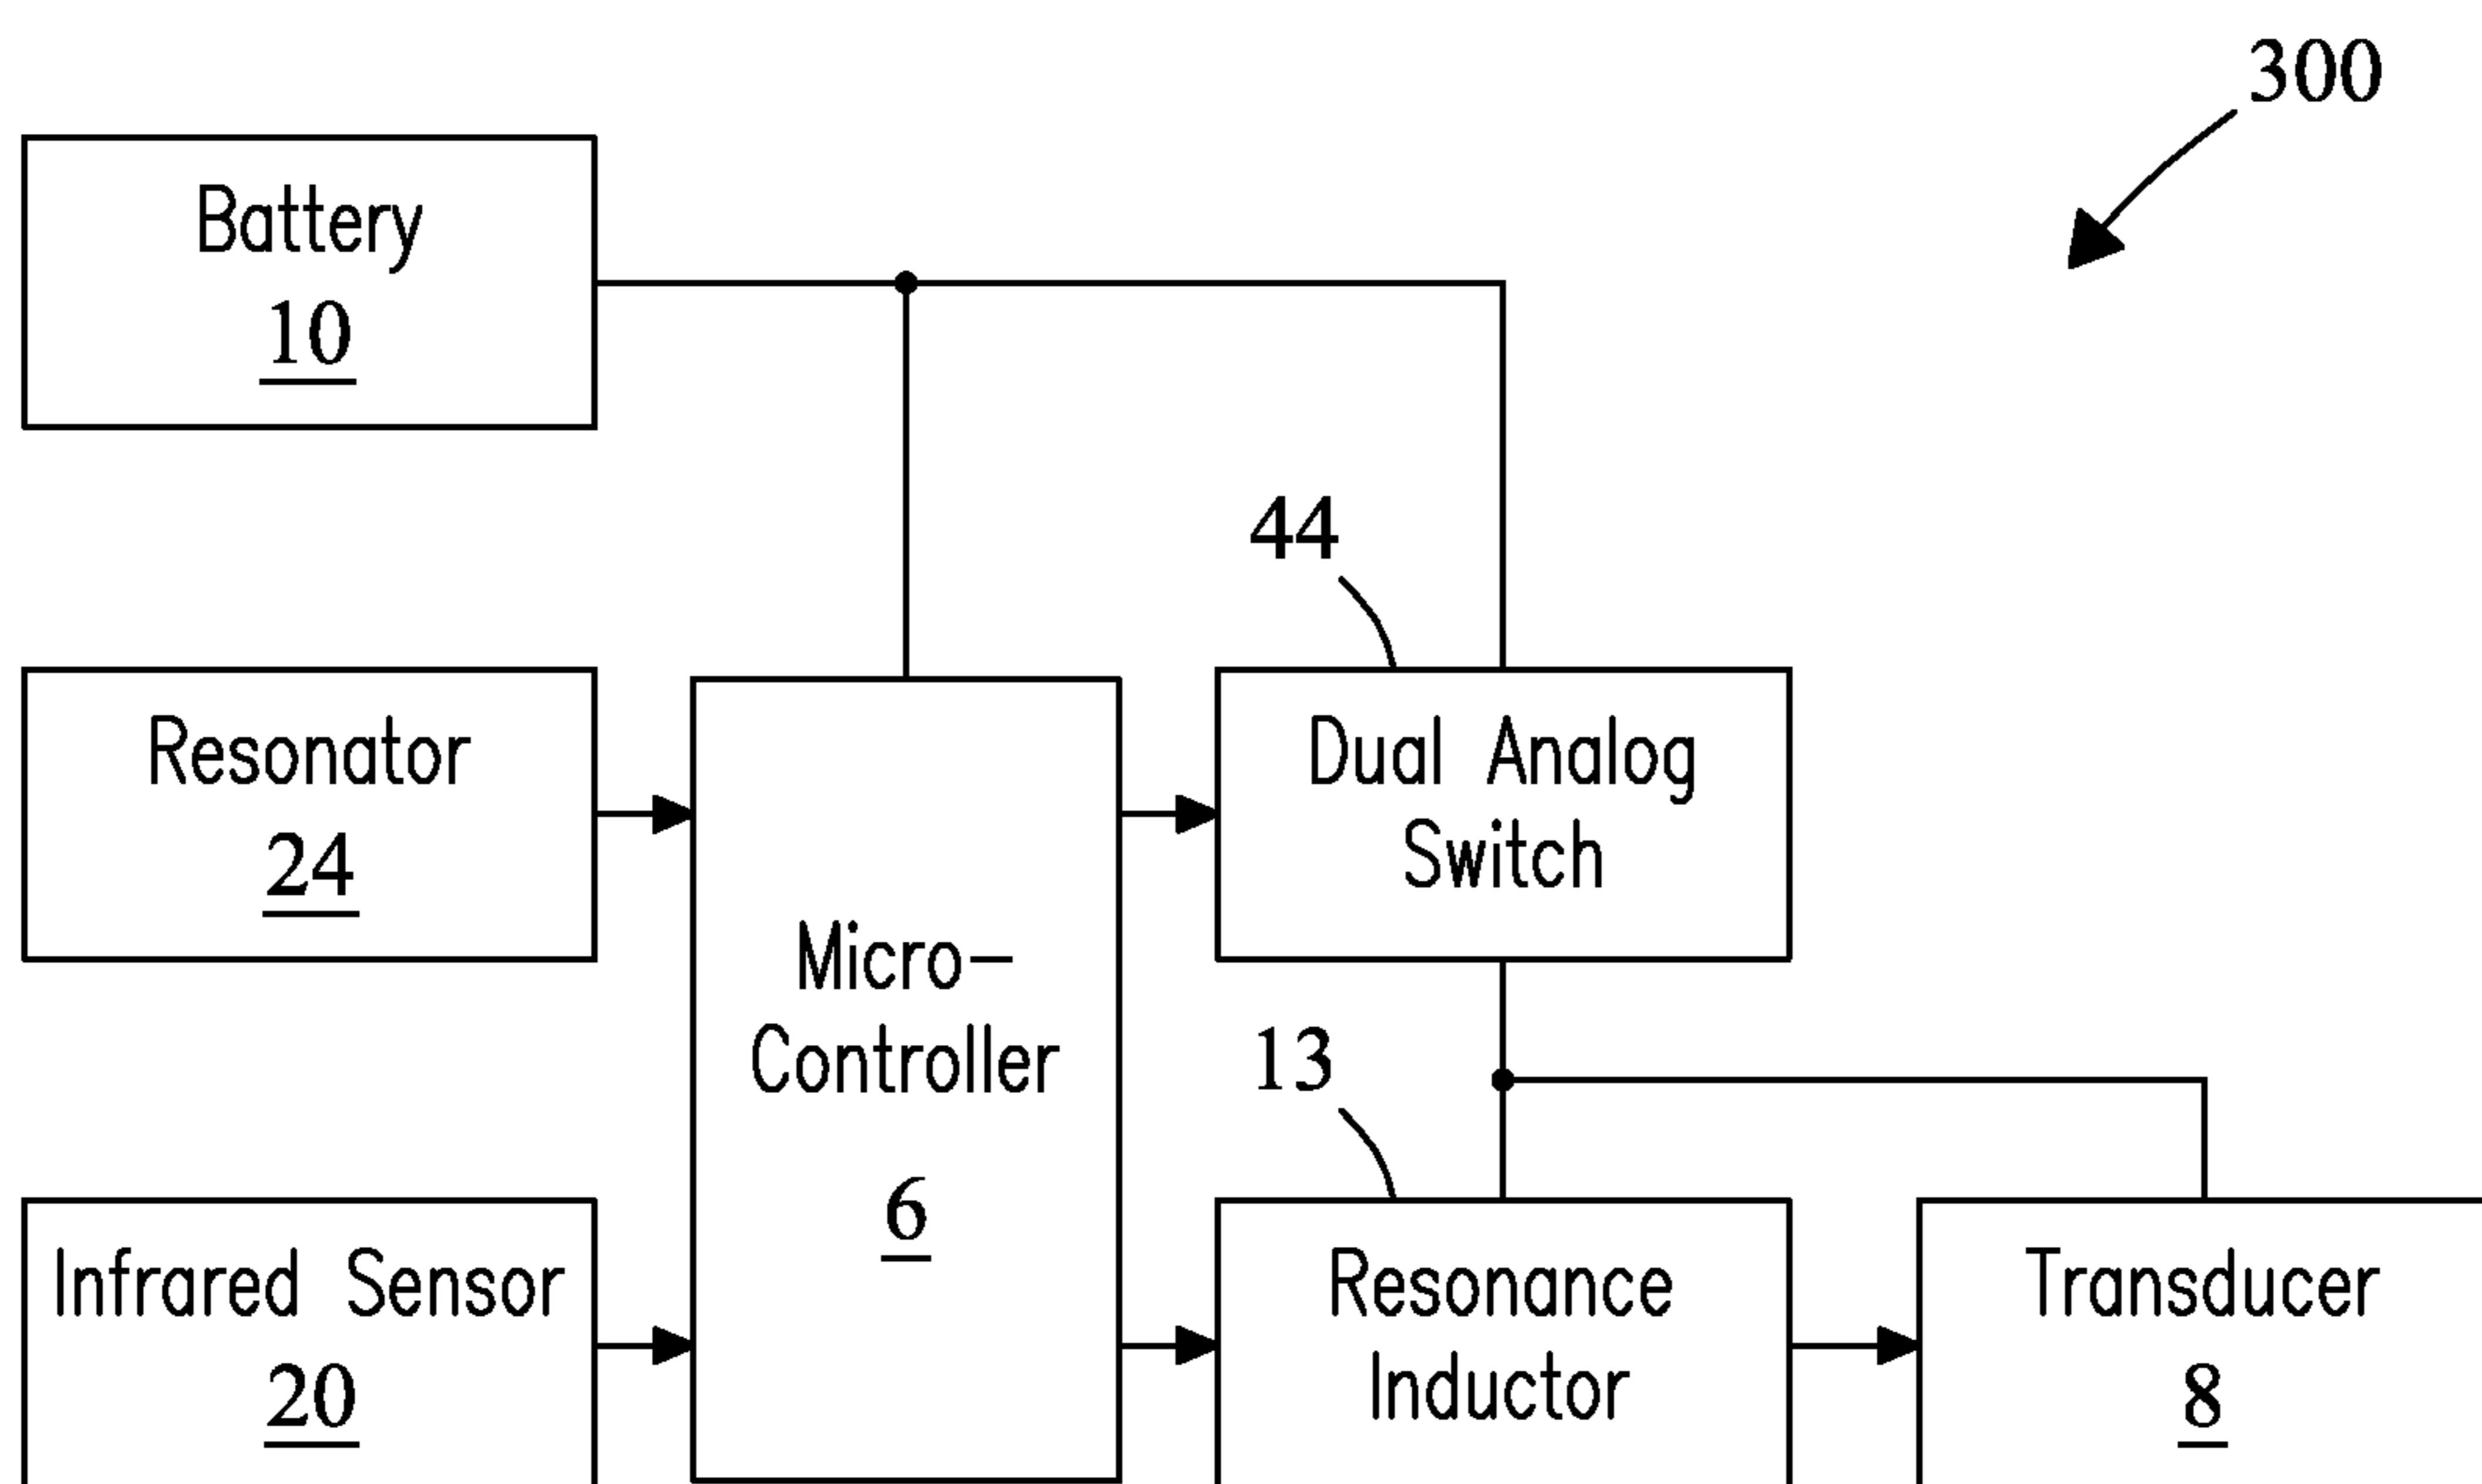 300
Battery
10
44
Resonator
24
Dual Analog
Switch
Micro-
Controller
6
13
Infrared Sensor
20
Resonance
Inductor
Transducer
8